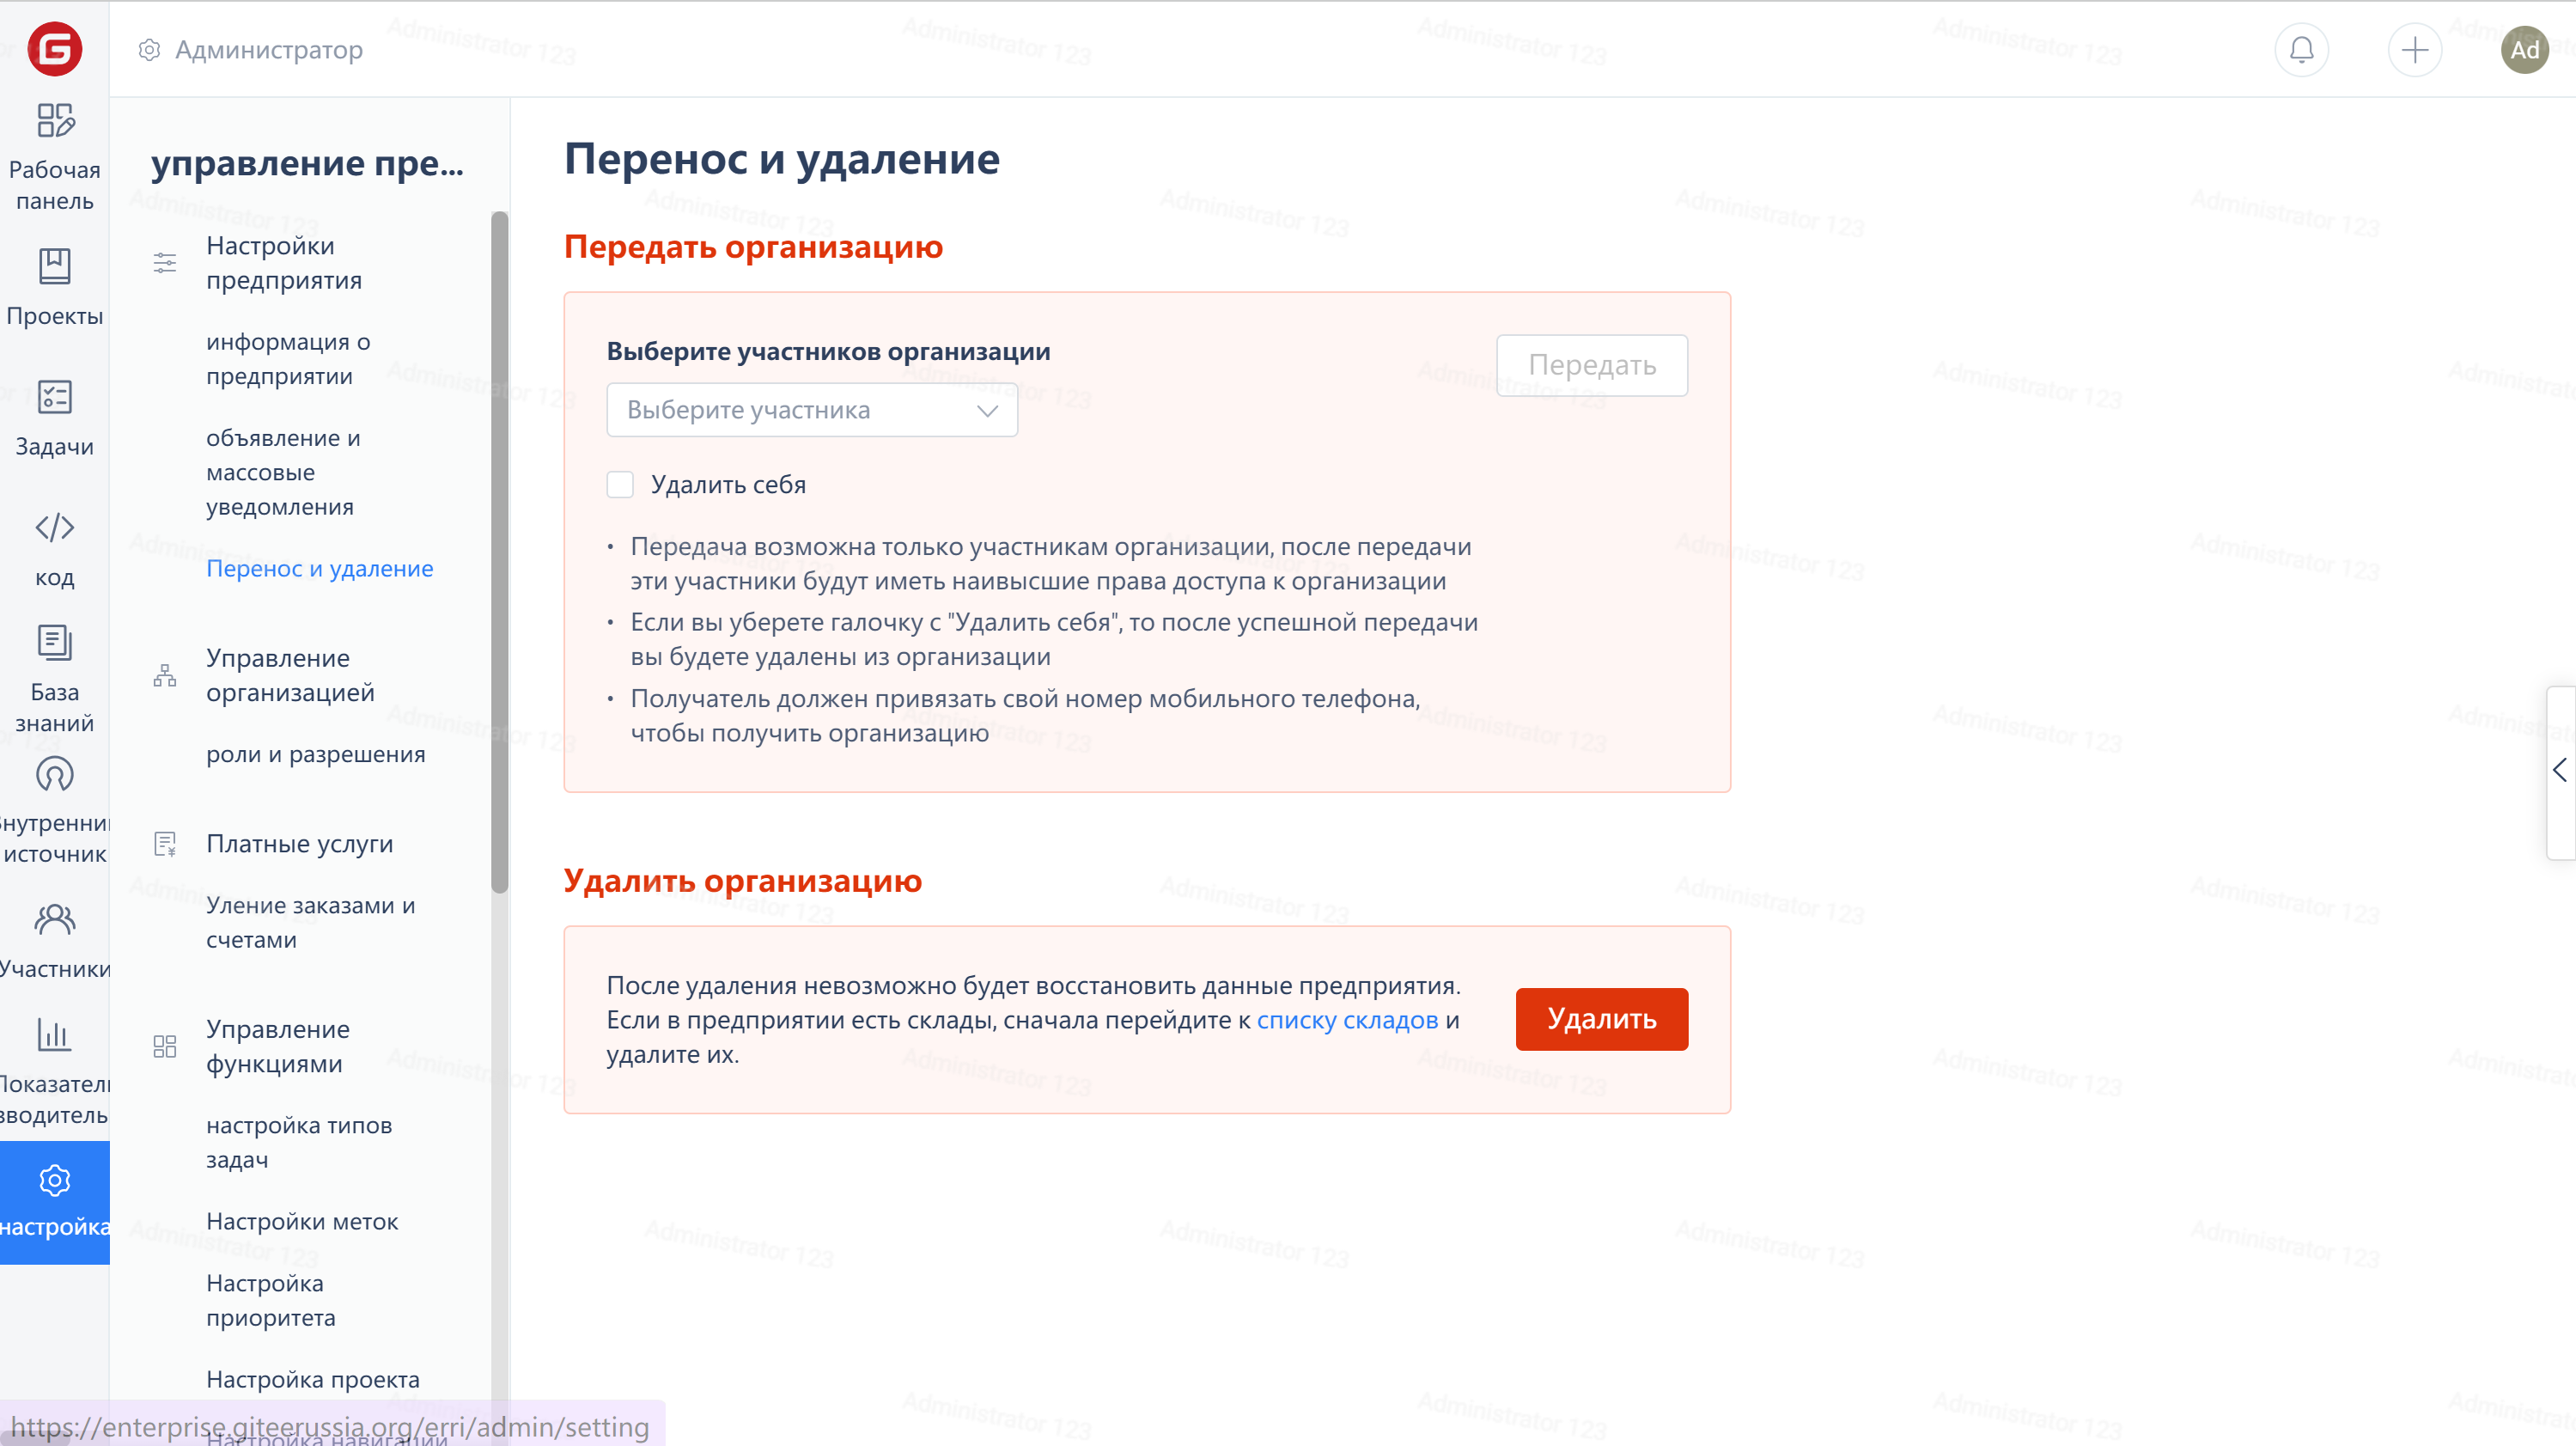 Администратор
Ad
Рабочая
панель
Проекты
Задачи
код
База
знаний
источник
Участники
настройка
управление пре...
Настройки
предприятия
информация о
предприятии
объявление и
массовые
уведомления
Перенос и удаление
Управление
организацией
роли и разрешения
Платные услуги
Уление заказами и
счетами
Управление
функциями
настройка типов
задач
Настройки меток
Настройка
приоритета
Настройка проекта
Настройка навигации
https://enterprise.giteerussia.org/erri/admin/setting
Перенос и удаление
Передать организацию
Выберите участников организации
Передать
Выберите участника
Удалить себя
• Передача возможна только участникам организации, после передачи
эти участники будут иметь наивысшие права доступа к организации
• Если вы уберете галочку с "Удалить себя", то после успешной передачи
вы будете удалены из организации
• Получатель должен привязать свой номер мобильного телефона,
чтобы получить организацию
Удалить организацию
После удаления невозможно будет восстановить данные предприятия.
Если в предприятии есть склады, сначала перейдите к списку складов и
удалите их.
Удалить
Administrator 123